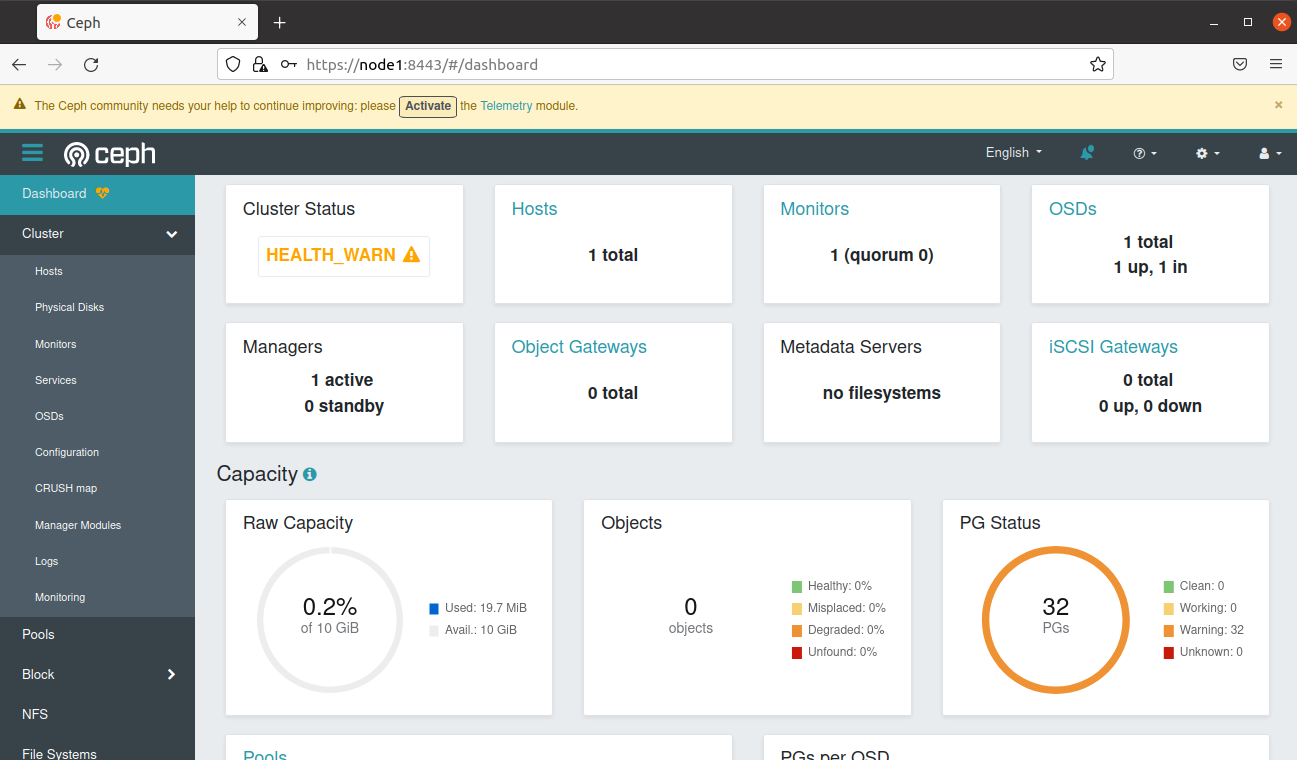 Ceph
https://node1:8443/#/dashboard
The Ceph community needs your help to continue improving: please Activate the Telemetry module.
ceph
English
Dashboard
Cluster
Hosts
Physical Disks
Monitors
Services
OSDs
Configuration
CRUSH map
Manager Modules
Logs
Monitoring
Pools
Block
NFS
File Systems
Cluster Status
HEALTH_WARN
Hosts
1 total
Monitors
1 (quorum 0)
OSDs
1 total
1 up, 1 in
Managers
1 active
0 standby
Object Gateways
0 total
Metadata Servers
no filesystems
iSCSI Gateways
0 total
0 up, 0 down
Capacity
Raw Capacity
0.2%
of 10 GiB
Used: 19.7 MiB
Avail.: 10 GiB
Objects
0
objects
Healthy: 0%
Misplaced: 0%
Degraded: 0%
Unfound: 0%
PG Status
32
PGs
Clean: 0
Working: 0
Warning: 32
Unknown: 0
Pools
PGs per OSD